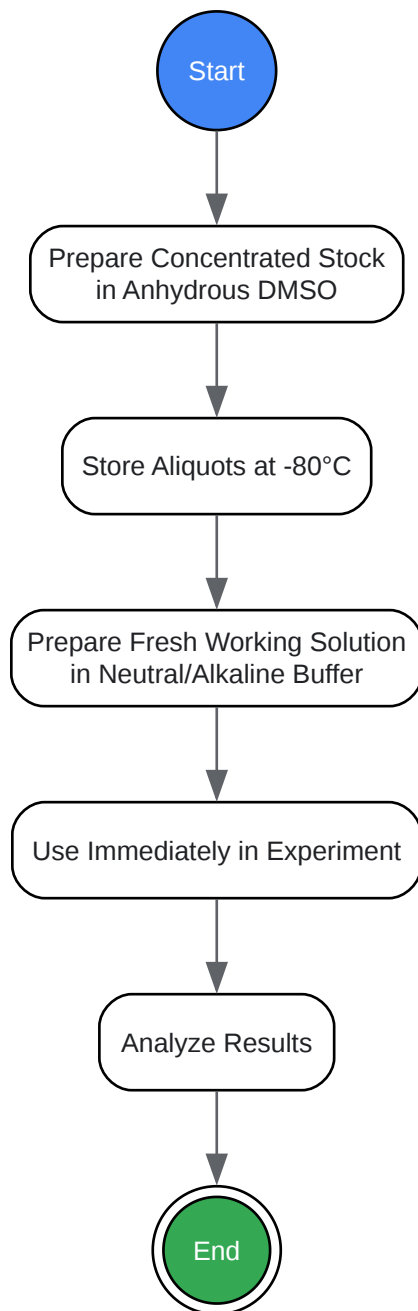 Start
Prepare Concentrated Stock
in Anhydrous DMSO
Store Aliquots at -80°C
Prepare Fresh Working Solution
in Neutral/Alkaline Buffer
Use Immediately in Experiment
Analyze Results
End